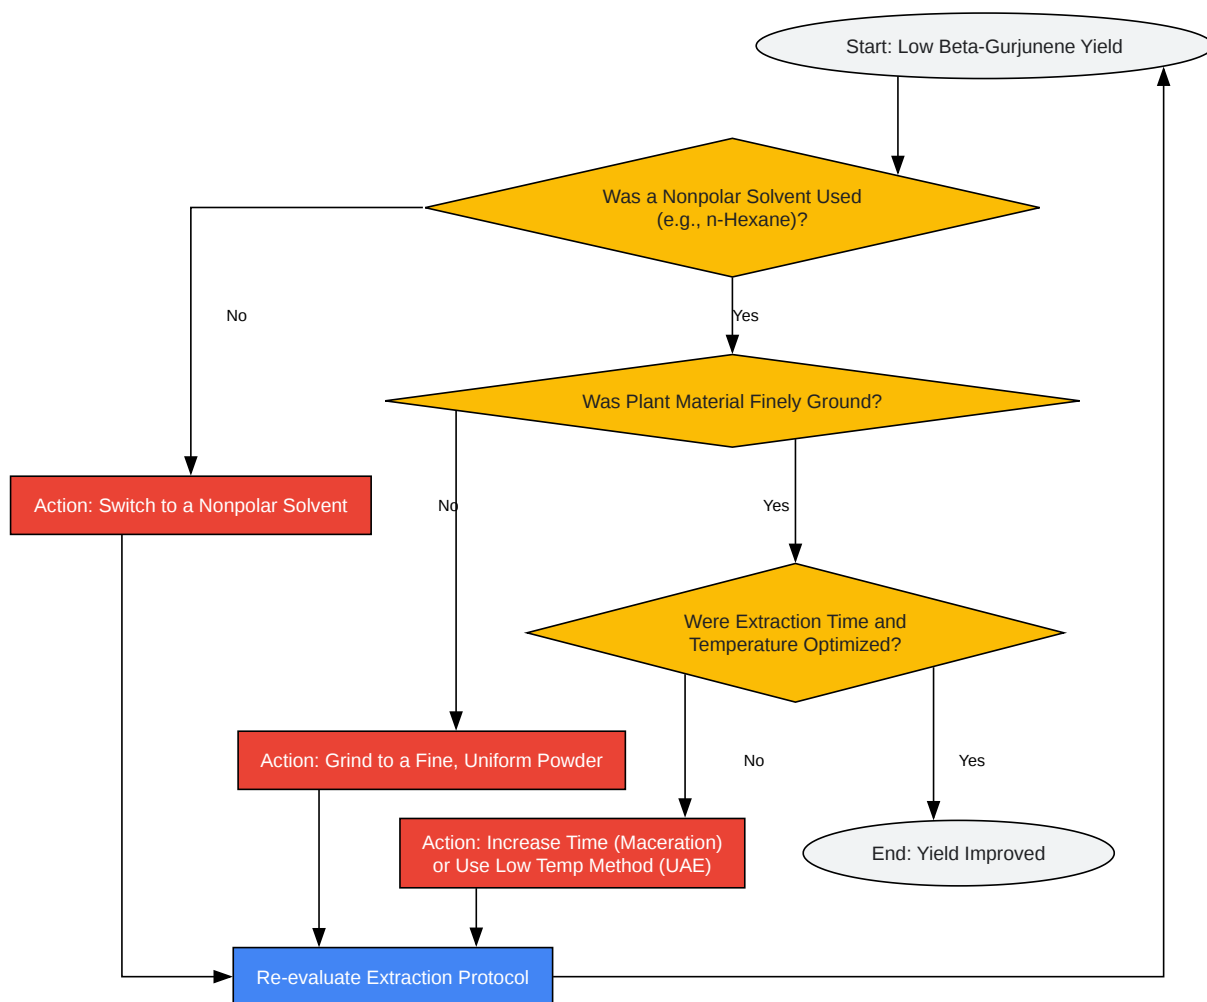 Start: Low Beta-Gurjunene Yield
Was a Nonpolar Solvent Used
(e.g., n-Hexane)?
No
Yes
Was Plant Material Finely Ground?
Action: Switch to a Nonpolar Solvent
No
Yes
Were Extraction Time and
Temperature Optimized?
Action: Grind to a Fine, Uniform Powder
No
Yes
Action: Increase Time (Maceration)
or Use Low Temp Method (UAE)
End: Yield Improved
Re-evaluate Extraction Protocol